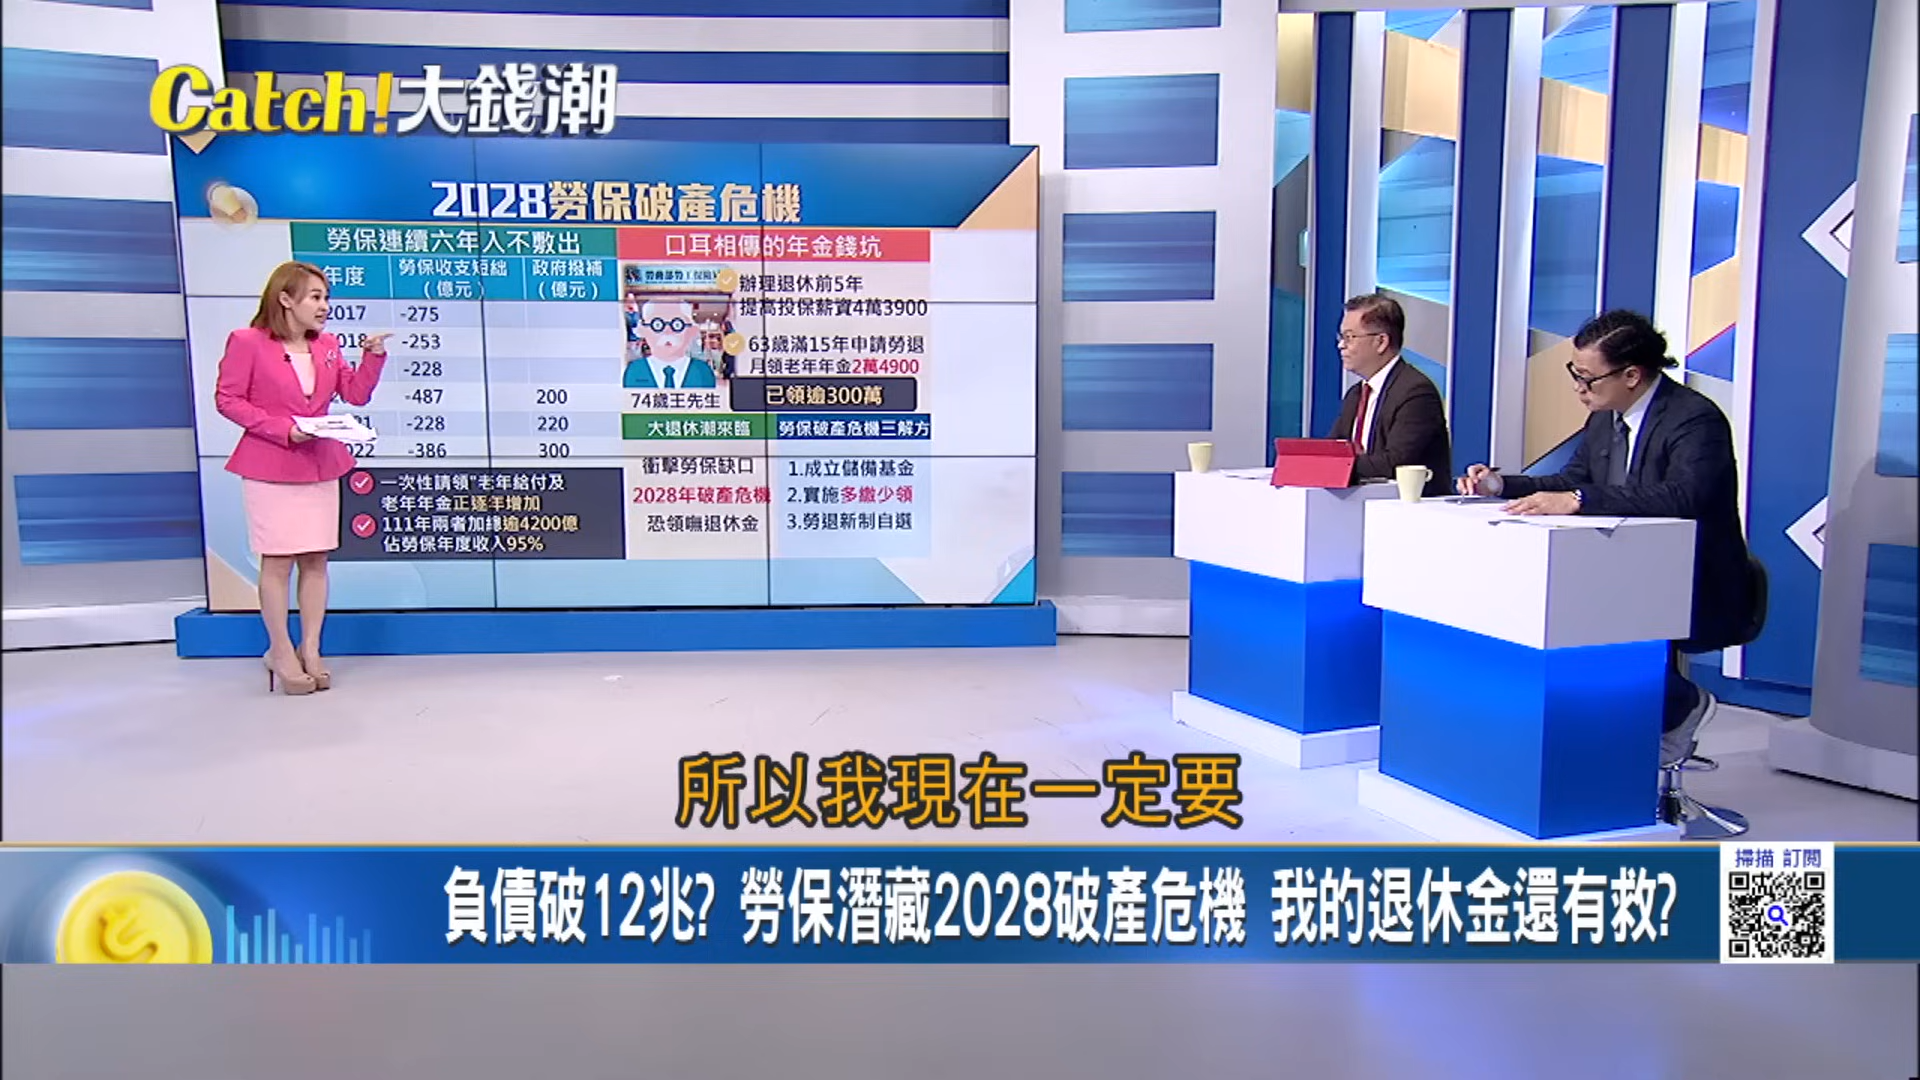 Catch!大錢潮
2028勞保破產危機
勞保連續六年入不敷出
年度 勞保收支短絀(億元) 政府撥補(億元)
2017 -275
018 -253
-228
-487 200
-228 220
022 -386 300
一次性請領"老年給付及
老年年金正逐年增加
111年兩者加總逾4200億
佔勞保年度收入95%
口耳相傳的年金錢坑
勞動部勞工保險局
辦理退休前5年
提高投保薪資4萬3900
63歲滿15年申請勞退
月領老年年金2萬4900
74歲王先生
已領逾300萬
大退休潮來臨
衝擊勞保缺口
2028年破產危機
恐領嘸退休金
勞保破產危機三解方
1.成立儲備基金
2.實施多繳少領
3.勞退新制自選
所以我現在一定要
負債破12兆? 勞保潛藏2028破產危機 我的退休金還有救?
掃描 訂閱